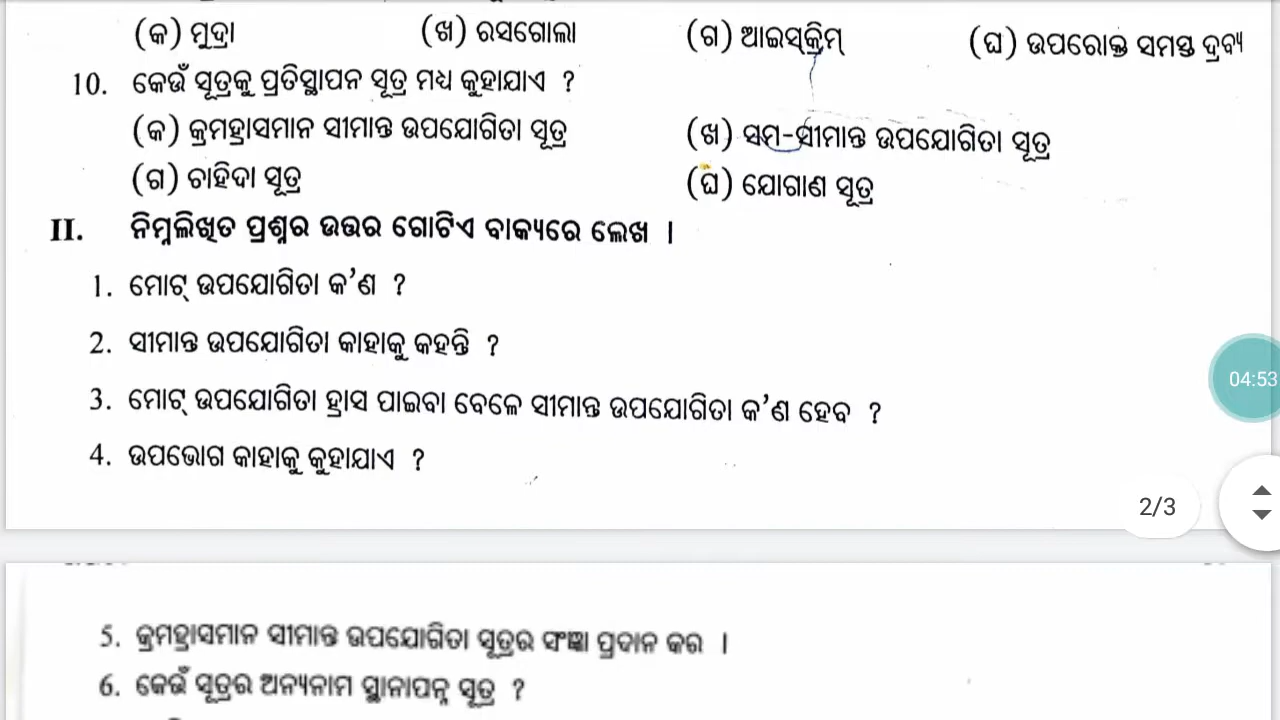 (କ) ମୁଦ୍ରା (ଖ) ରସଗୋଲା (ଗ) ଆଇସ୍‌କ୍ରିମ୍ (ଘ) ଉପରୋକ୍ତ ସମସ୍ତ ଦ୍ରବ୍ୟ
10. କେଉଁ ସୂତ୍ରକୁ ପ୍ରତିସ୍ଥାପନ ସୂତ୍ର ମଧ୍ୟ କୁହାଯାଏ ?
(କ) କ୍ରମହ୍ରାସମାନ ସୀମାନ୍ତ ଉପଯୋଗିତା ସୂତ୍ର (ଖ) ସମ-ସୀମାନ୍ତ ଉପଯୋଗିତା ସୂତ୍ର
(ଗ) ଚାହିଦା ସୂତ୍ର (ଘ) ଯୋଗାଣ ସୂତ୍ର
II. ନିମ୍ନଲିଖିତ ପ୍ରଶ୍ନର ଉତ୍ତର ଗୋଟିଏ ବାକ୍ୟରେ ଲେଖ ।
1. ମୋଟ୍ ଉପଯୋଗିତା କ'ଣ ?
2. ସୀମାନ୍ତ ଉପଯୋଗିତା କାହାକୁ କହନ୍ତି ?
04:53
3. ମୋଟ୍ ଉପଯୋଗିତା ହ୍ରାସ ପାଇବା ବେଳେ ସୀମାନ୍ତ ଉପଯୋଗିତା କ'ଣ ହେବ ?
4. ଉପଭୋଗ କାହାକୁ କୁହାଯାଏ ?
2/3
5. କ୍ରମହ୍ରାସମାନ ସୀମାନ୍ତ ଉପଯୋଗିତା ସୂତ୍ରର ସଂଜ୍ଞା ପ୍ରଦାନ କର ।
6. କେଉଁ ସୂତ୍ରର ଅନ୍ୟନାମ ସ୍ଥାନାପନ୍ନ ସୂତ୍ର ?